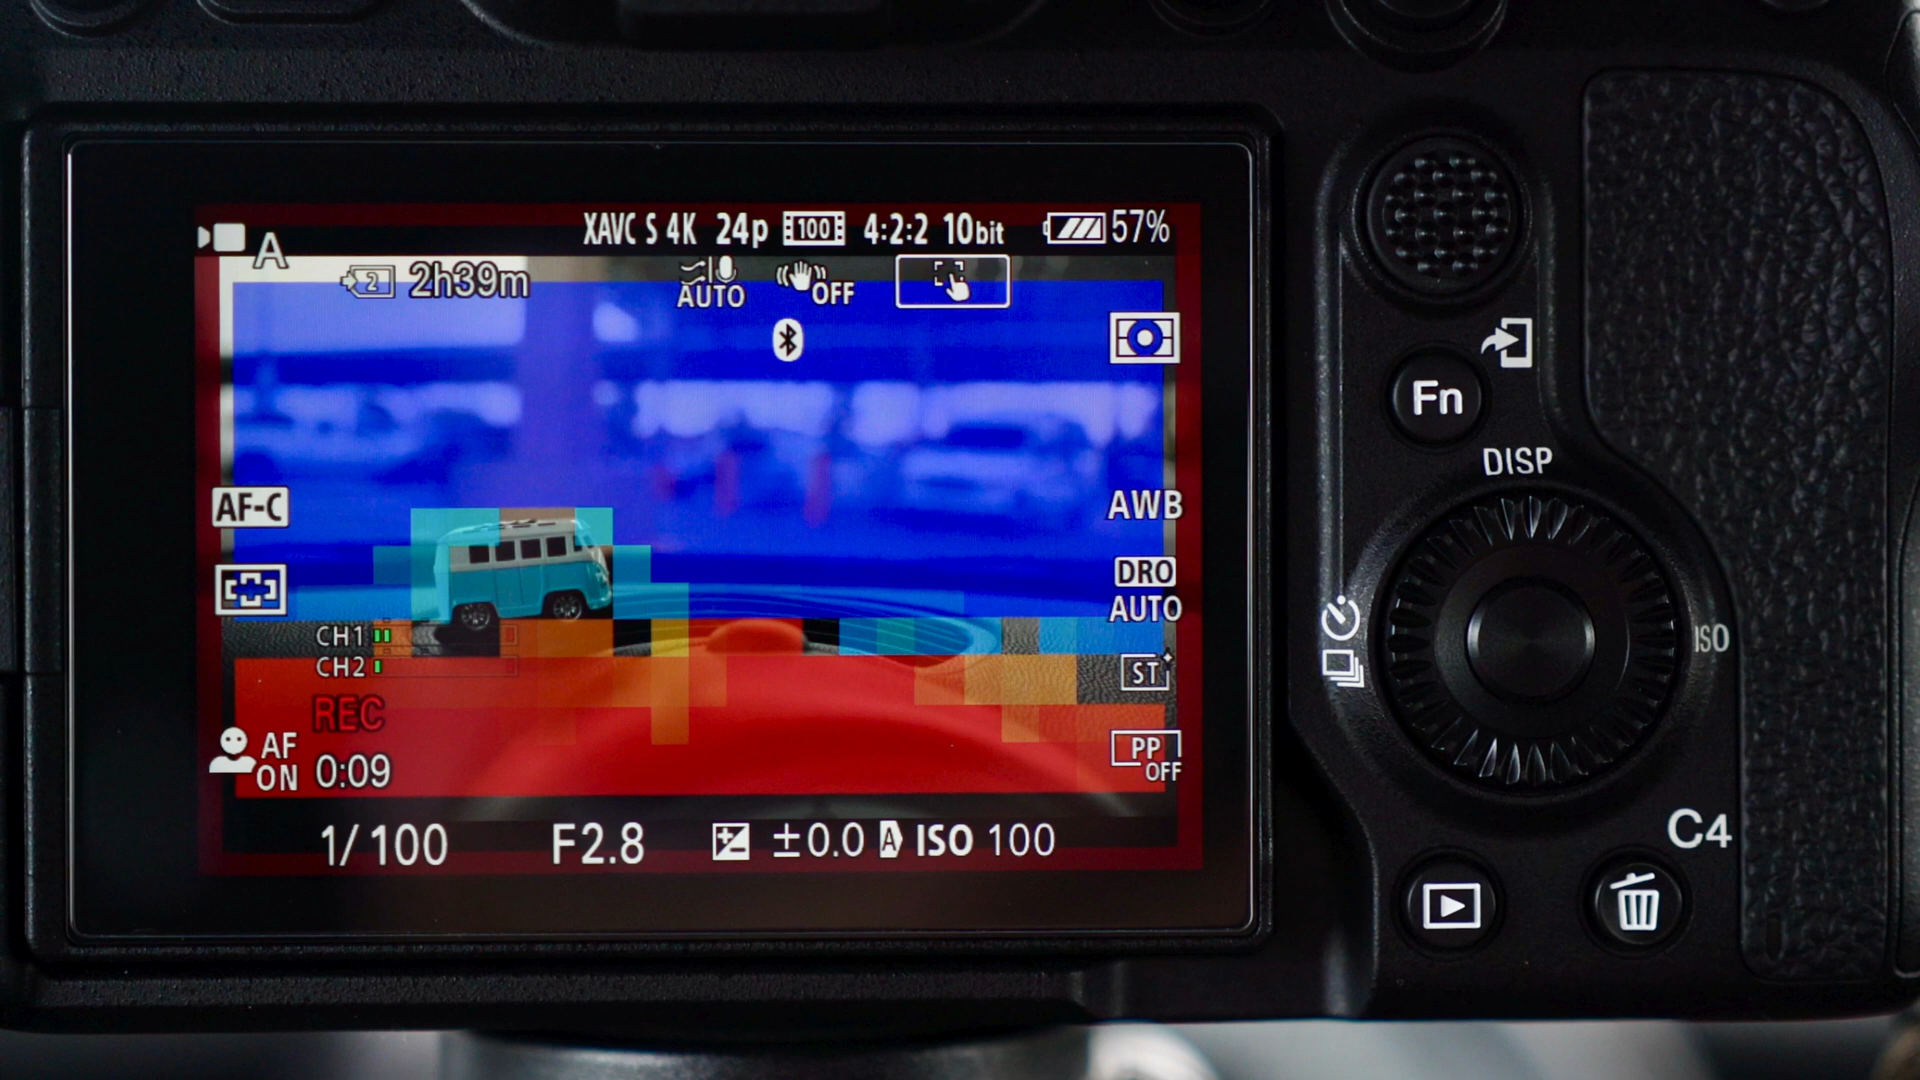 XAVC S 4K 24p 100 4:2:2 10bit 57%
A
2 2h39m AUTO OFF
Fn
DISP
AF-C
AWB
DRO
AUTO
CH1
CH2
ISO
ST
REC
AF
ON 0:09
PP
OFF
1/100 F2.8 ±0.0 A ISO 100
C4